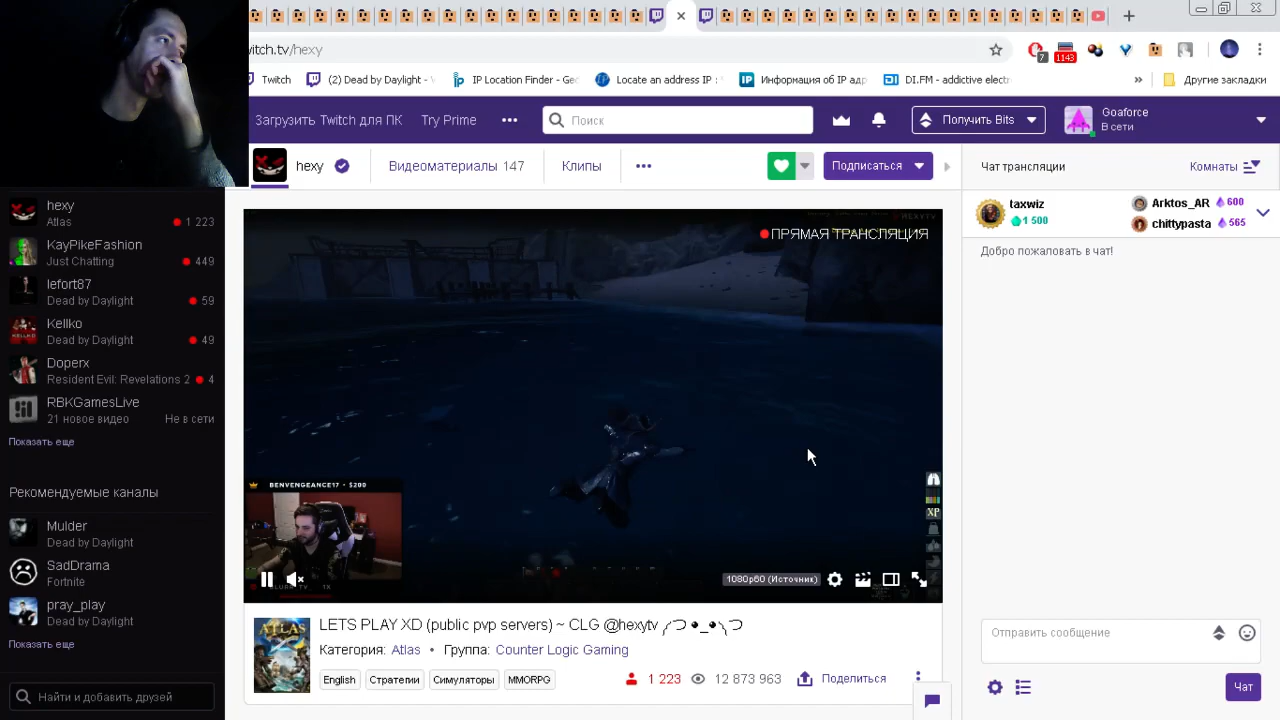 witch.tv/hexy
7
1143
Twitch
(2) Dead by Daylight -
IP Location Finder - Geo
Locate an address IP :
Информация об IP адр
DI.FM - addictive electr
»
Другие закладки
Загрузить Twitch для ПК
Try Prime
Поиск
Получить Bits
Goaforce
В сети
hexy
Видеоматериалы 147
Клипы
Подписаться
Чат трансляции
Комнаты
hexy
Atlas
1 223
KayPikeFashion
Just Chatting
449
lefort87
Dead by Daylight
59
Kellko
Dead by Daylight
49
Doperx
Resident Evil: Revelations 2
4
RBKGamesLive
21 новое видео
Не в сети
Показать еще
Рекомендуемые каналы
Mulder
Dead by Daylight
SadDrama
Fortnite
pray_play
Dead by Daylight
Показать еще
Найти и добавить друзей
ПРЯМАЯ ТРАНСЛЯЦИЯ
BENVENGEANCE17 - $200
XP
1080p60 (Источник)
ATLAS
LETS PLAY XD (public pvp servers) ~ CLG @hexytv ╭⊃ ◕_◕╮⊃
Категория: Atlas • Группа: Counter Logic Gaming
English
Стратегии
Симуляторы
MMORPG
1 223
12 873 963
Поделиться
taxwiz
1 500
Arktos_AR 600
chittypasta 565
Добро пожаловать в чат!
Отправить сообщение
Чат